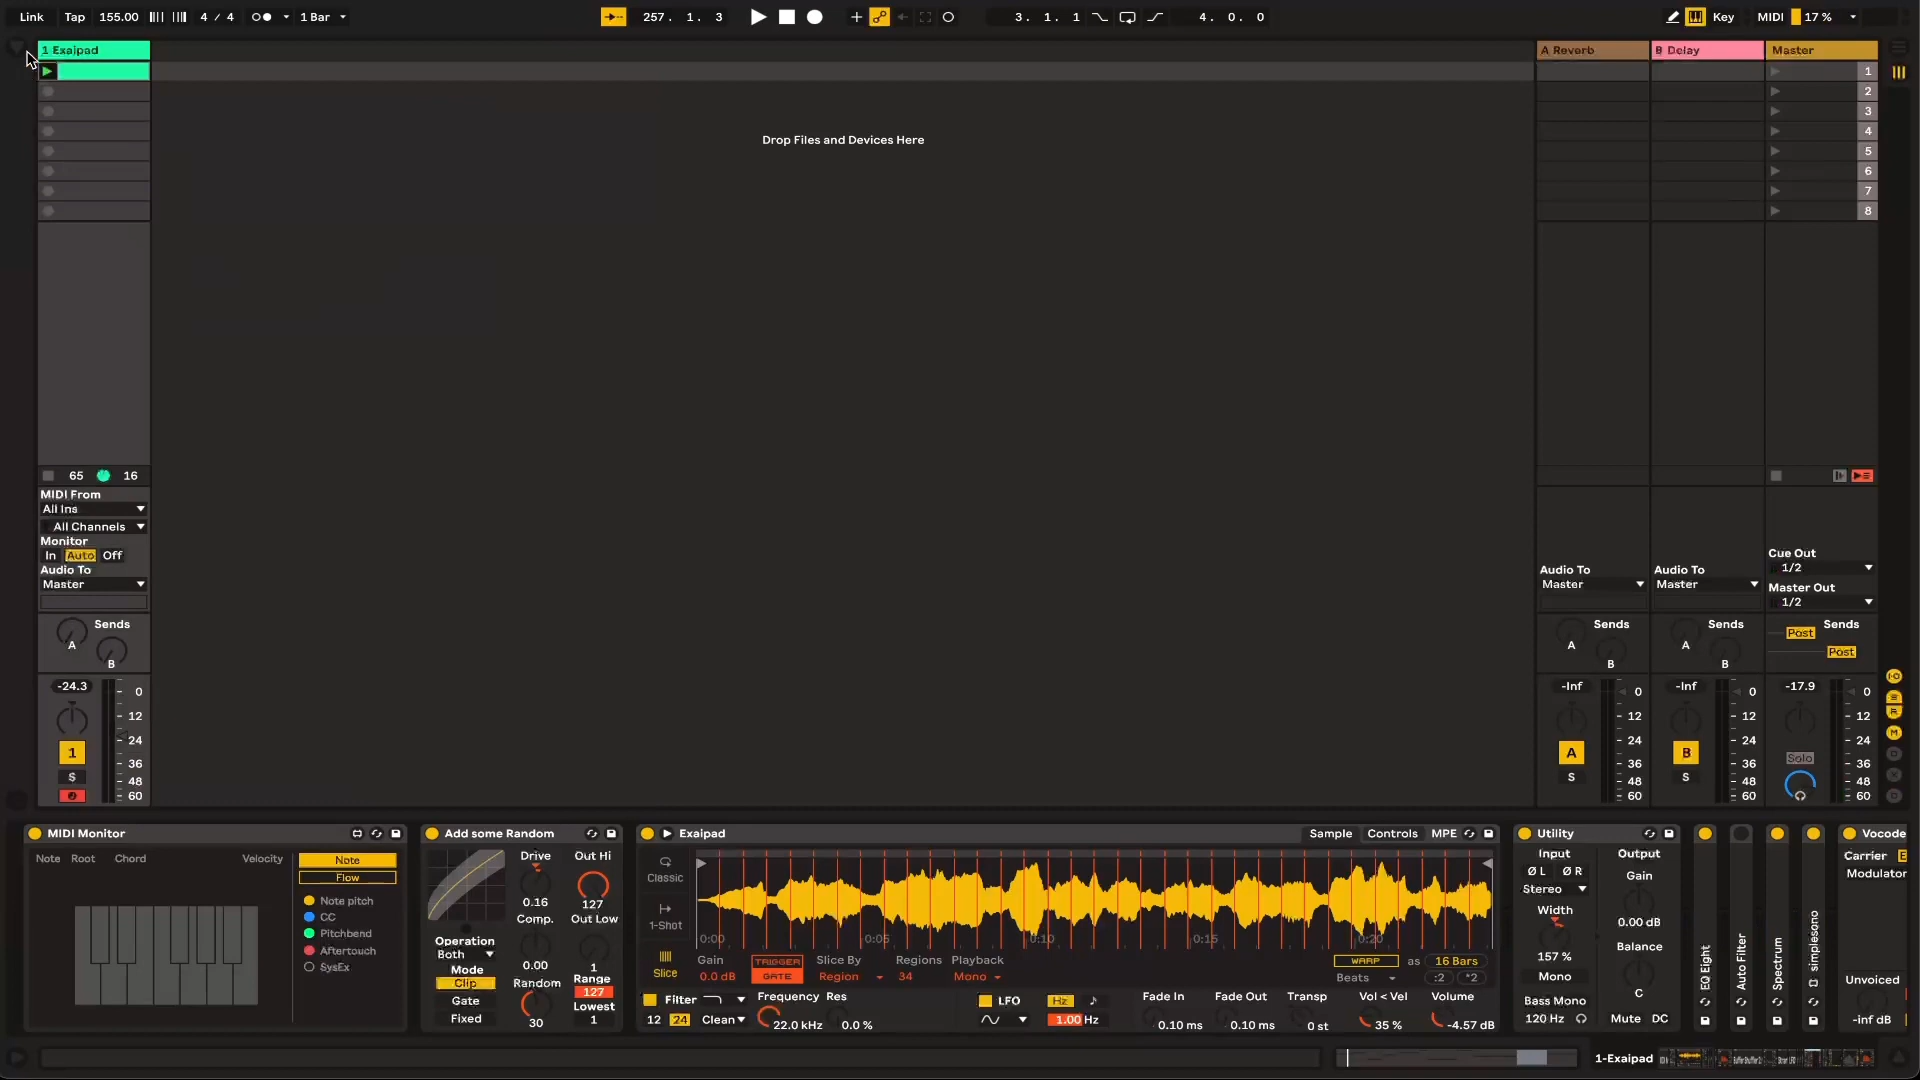 Link Tap 155.00 4 / 4 1 Bar 257. 1. 3 3. 1. 1 4. 0. 0 Key MIDI 17 %
1 Exaipad A Reverb B Delay Master
1
2
3
4
5
6
7
8
Drop Files and Devices Here
65 16
MIDI From
All Ins
All Channels
Monitor
In Auto Off
Audio To
Master
Audio To
Master
Audio To
Master
Cue Out
1/2
Master Out
1/2
Sends
A
B
Sends
A
B
Sends
A
B
Sends
Post
Post
-24.3
0
12
24
36
48
60
1
S
-Inf
0
12
24
36
48
60
A
S
-Inf
0
12
24
36
48
60
B
S
-17.9
0
12
24
36
48
60
Solo
MIDI Monitor
Note Root Chord Velocity
Note
Flow
Note pitch
CC
Pitchbend
Aftertouch
SysEx
Add some Random
Drive
0.16
Comp.
0.00
Random
30
Out Hi
127
Out Low
1
Range
127
Lowest
1
Operation
Both
Mode
Clip
Gate
Fixed
Exaipad Sample Controls MPE
Classic
1-Shot
Slice
0:00 0:05 0:10 0:15 0:20
Gain
0.0 dB
TRIGGER
GATE
Slice By
Region
Regions
34
Playback
Mono
WARP as 16 Bars
Beats :2 *2
Filter
12 24 Clean
Frequency
22.0 kHz
Res
0.0 %
LFO Hz
1.00 Hz
Fade In
0.10 ms
Fade Out
0.10 ms
Transp
0 st
Vol < Vel
35 %
Volume
-4.57 dB
Utility
Input
Ø L Ø R
Stereo
Width
157 %
Mono
Bass Mono
120 Hz
Output
Gain
0.00 dB
Balance
C
Mute DC
EQ Eight
Auto Filter
Spectrum
simplesono
Vocode
Carrier E
Modulator
Unvoiced
-inf dB
1-Exaipad